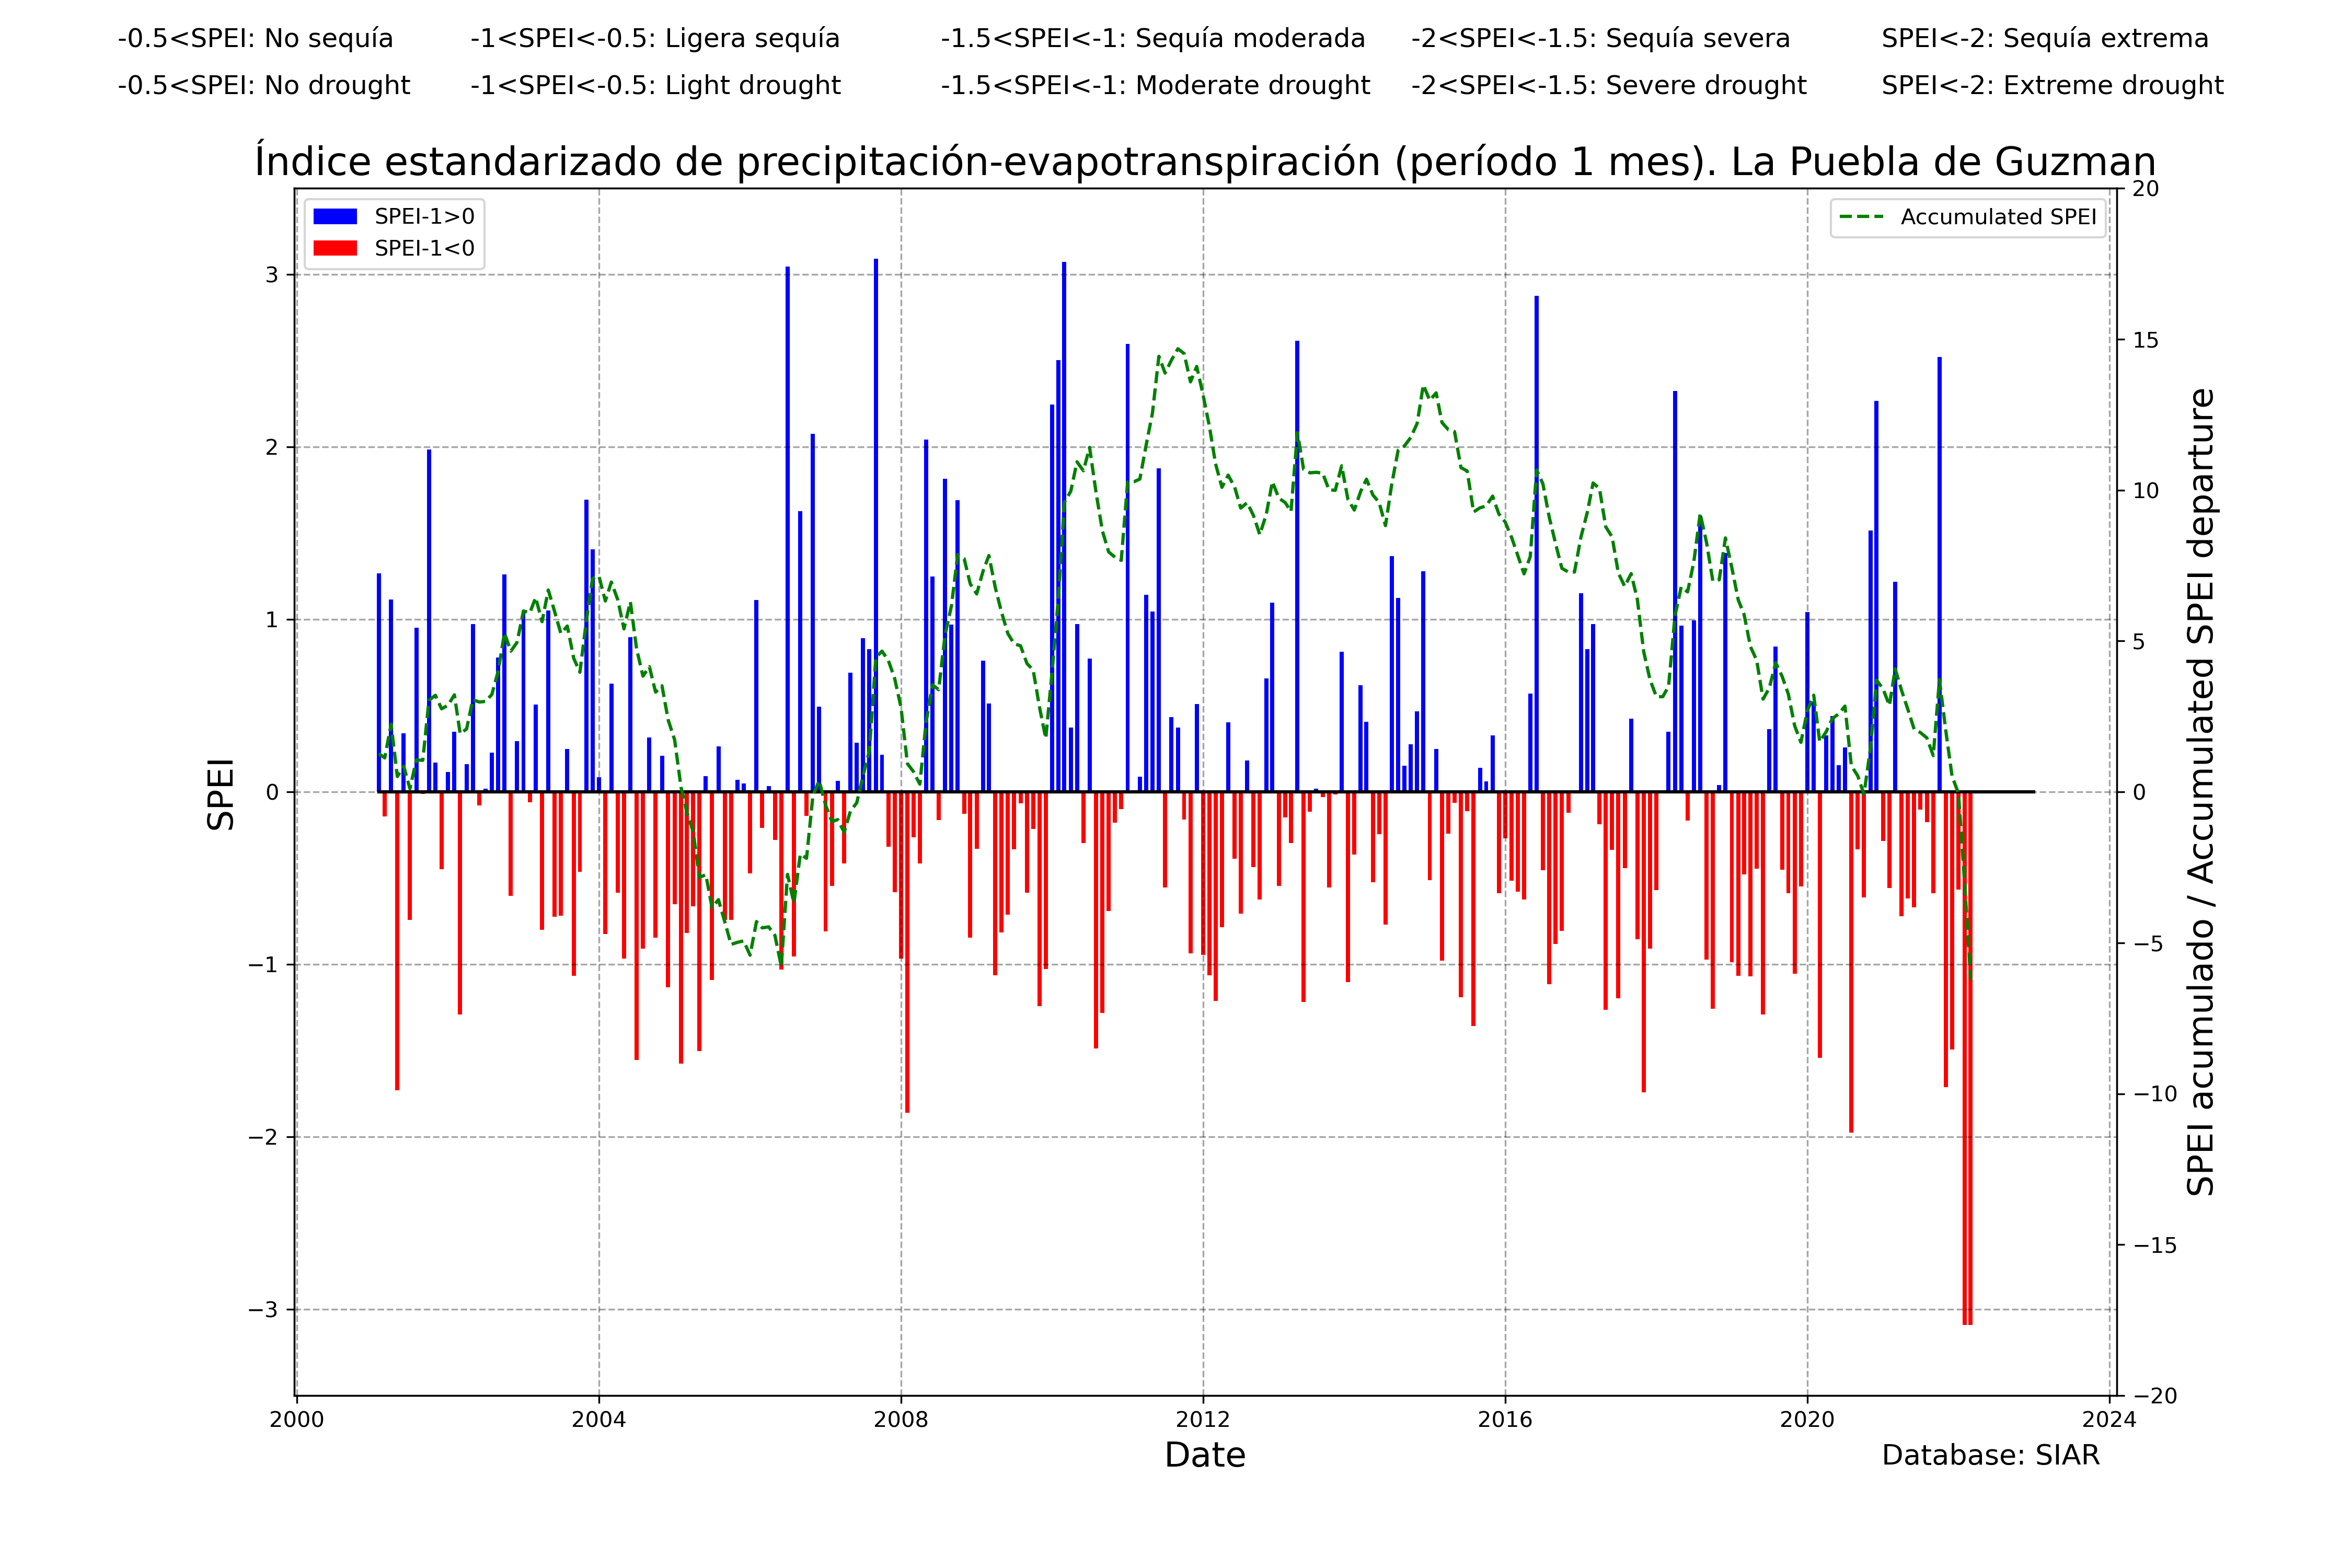 -0.5<SPEI: No sequía -1<SPEI<-0.5: Ligera sequía -1.5<SPEI<-1: Sequía moderada -2<SPEI<-1.5: Sequía severa SPEI<-2: Sequía extrema
-0.5<SPEI: No drought -1<SPEI<-0.5: Light drought -1.5<SPEI<-1: Moderate drought -2<SPEI<-1.5: Severe drought SPEI<-2: Extreme drought
Índice estandarizado de precipitación-evapotranspiración (período 1 mes). La Puebla de Guzman
SPEI-1>0
SPEI-1<0
Accumulated SPEI
SPEI
3
2
1
0
−1
−2
−3
20
15
10
5
0
−5
−10
−15
−20
SPEI acumulado / Accumulated SPEI departure
2000 2004 2008 2012 2016 2020 2024
Date
Database: SIAR